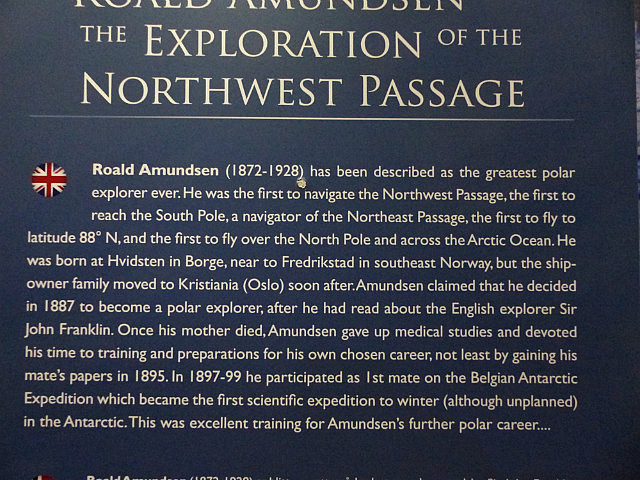 ROALD AMUNDSEN
THE EXPLORATION OF THE
NORTHWEST PASSAGE
Roald Amundsen (1872-1928) has been described as the greatest polar
explorer ever. He was the first to navigate the Northwest Passage, the first to
reach the South Pole, a navigator of the Northeast Passage, the first to fly to
latitude 88° N, and the first to fly over the North Pole and across the Arctic Ocean. He
was born at Hvidsten in Borge, near to Fredrikstad in southeast Norway, but the ship-
owner family moved to Kristiania (Oslo) soon after. Amundsen claimed that he decided
in 1887 to become a polar explorer, after he had read about the English explorer Sir
John Franklin. Once his mother died, Amundsen gave up medical studies and devoted
his time to training and preparations for his own chosen career, not least by gaining his
mate's papers in 1895. In 1897-99 he participated as 1st mate on the Belgian Antarctic
Expedition which became the first scientific expedition to winter (although unplanned)
in the Antarctic. This was excellent training for Amundsen's further polar career....
Roald Amundsen (1872-1928)